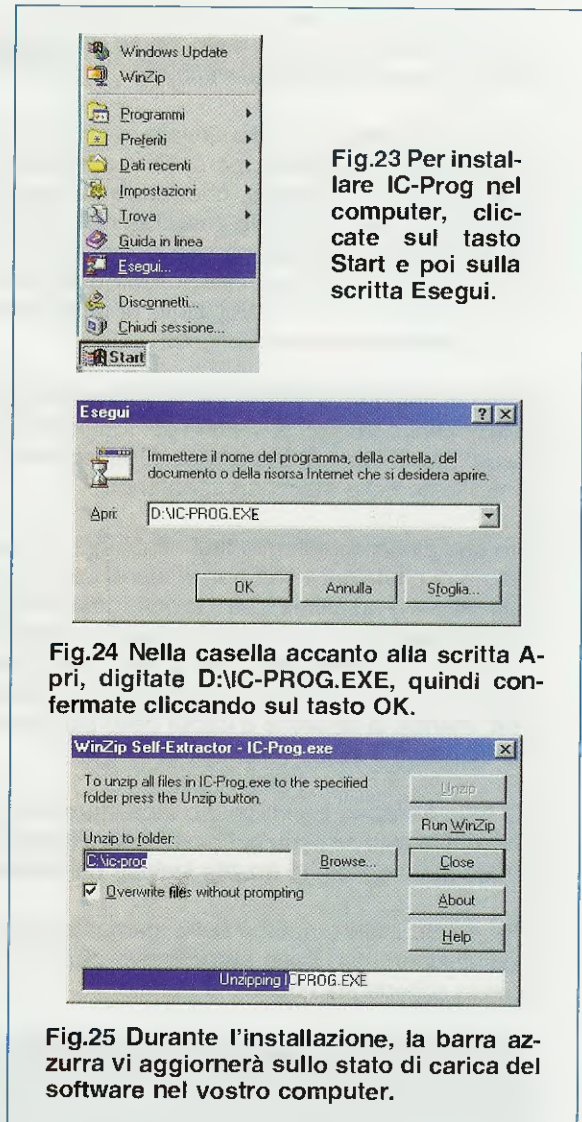 Windows Update
WinZip
Programmi
Preferiti
Dati recenti
Impostazioni
Trova
Guida in linea
Esegui...
Disconnetti...
Chiudi sessione...
Start
Fig.23 Per instal-
lare IC-Prog nel
computer, clic-
cate sul tasto
Start e poi sulla
scritta Esegui.
Esegui
Immettere il nome del programma, della cartella, del
documento o della risorsa Internet che si desidera aprire.
Apri: D:\IC-PROG.EXE
OK Annulla Sfoglia...
Fig.24 Nella casella accanto alla scritta A-
pri, digitate D:\IC-PROG.EXE, quindi con-
fermate cliccando sul tasto OK.
WinZip Self-Extractor - IC-Prog.exe
To unzip all files in IC-Prog.exe to the specified
folder press the Unzip button.
Unzip to folder:
C:\ic-prog Browse...
Overwrite files without prompting
Unzip
Run WinZip
Close
About
Help
Unzipping ICPROG.EXE
Fig.25 Durante l'installazione, la barra az-
zurra vi aggiornerà sullo stato di carica del
software nel vostro computer.